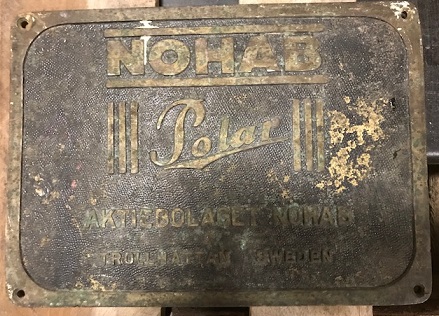 NOHAB
Polar
AKTIEBOLAGET NOHAB
TROLLHÄTTAN SWEDEN